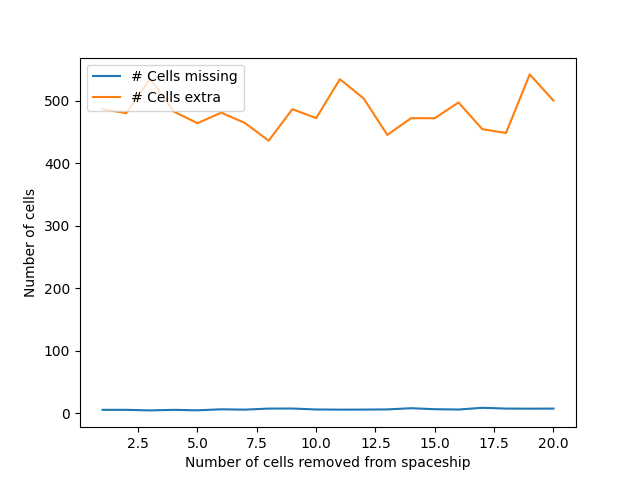 # Cells missing
# Cells extra
500
400
300
200
100
0
Number of cells
2.5 5.0 7.5 10.0 12.5 15.0 17.5 20.0
Number of cells removed from spaceship